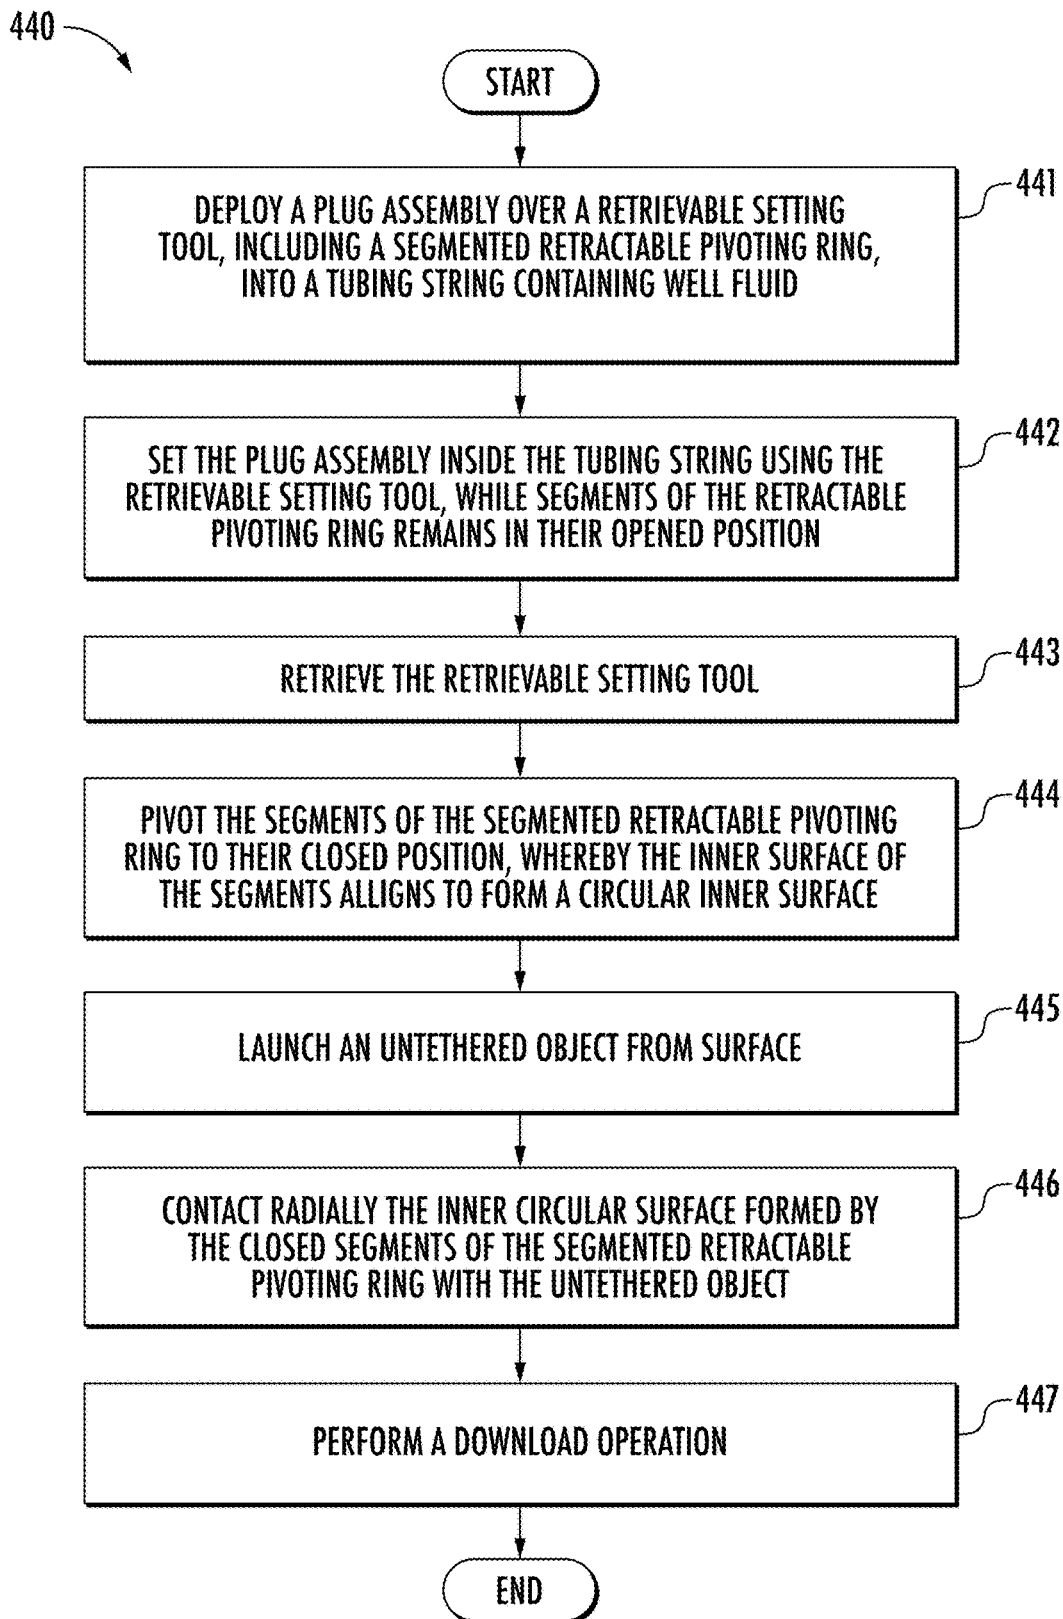 440
START
DEPLOY A PLUG ASSEMBLY OVER A RETRIEVABLE SETTING
TOOL, INCLUDING A SEGMENTED RETRACTABLE PIVOTING RING,
INTO A TUBING STRING CONTAINING WELL FLUID
441
SET THE PLUG ASSEMBLY INSIDE THE TUBING STRING USING THE
RETRIEVABLE SETTING TOOL, WHILE SEGMENTS OF THE RETRACTABLE
PIVOTING RING REMAINS IN THEIR OPENED POSITION
442
RETRIEVE THE RETRIEVABLE SETTING TOOL
443
PIVOT THE SEGMENTS OF THE SEGMENTED RETRACTABLE PIVOTING
RING TO THEIR CLOSED POSITION, WHEREBY THE INNER SURFACE OF
THE SEGMENTS ALLIGNS TO FORM A CIRCULAR INNER SURFACE
444
LAUNCH AN UNTETHERED OBJECT FROM SURFACE
445
CONTACT RADIALLY THE INNER CIRCULAR SURFACE FORMED BY
THE CLOSED SEGMENTS OF THE SEGMENTED RETRACTABLE
PIVOTING RING WITH THE UNTETHERED OBJECT
446
PERFORM A DOWNLOAD OPERATION
447
END